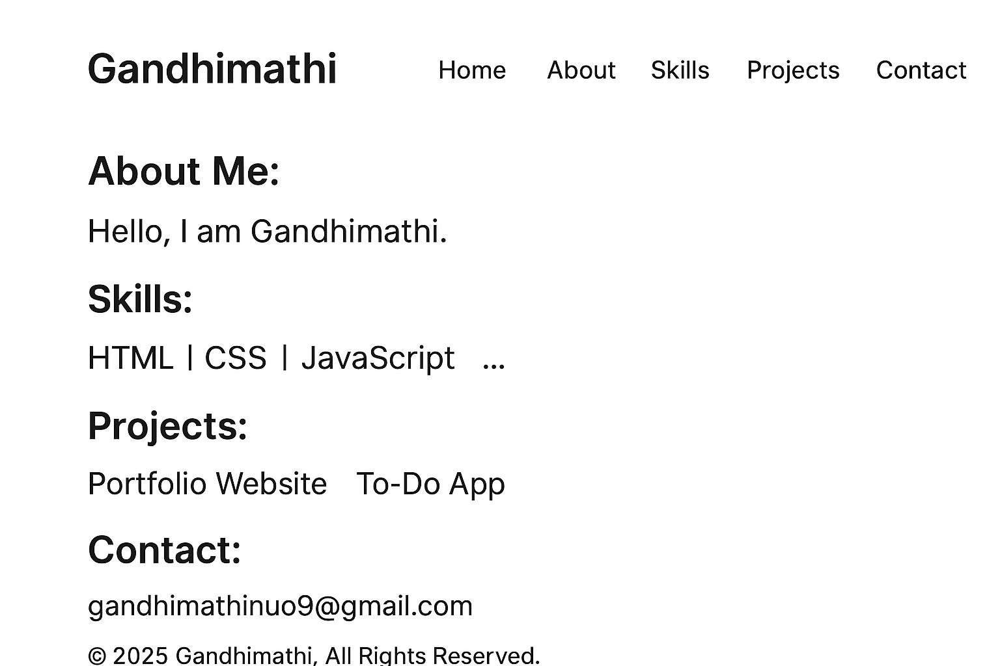 Gandhimathi Home About Skills Projects Contact
About Me:
Hello, I am Gandhimathi.
Skills:
HTML | CSS | JavaScript ...
Projects:
Portfolio Website To-Do App
Contact:
gandhimathinuo9@gmail.com
© 2025 Gandhimathi, All Rights Reserved.